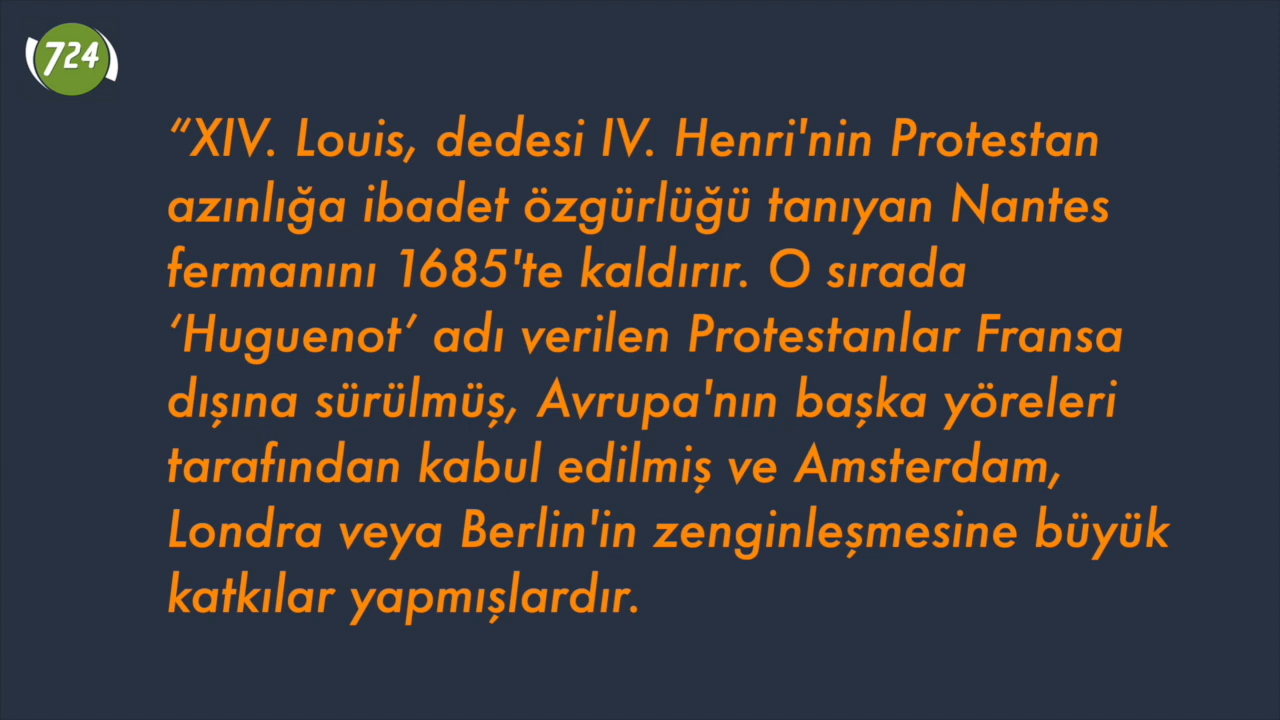 724
“XIV. Louis, dedesi IV. Henri'nin Protestan
azınlığa ibadet özgürlüğü tanıyan Nantes
fermanını 1685'te kaldırır. O sırada
‘Huguenot’ adı verilen Protestanlar Fransa
dışına sürülmüş, Avrupa'nın başka yöreleri
tarafından kabul edilmiş ve Amsterdam,
Londra veya Berlin'in zenginleşmesine büyük
katkılar yapmışlardır.